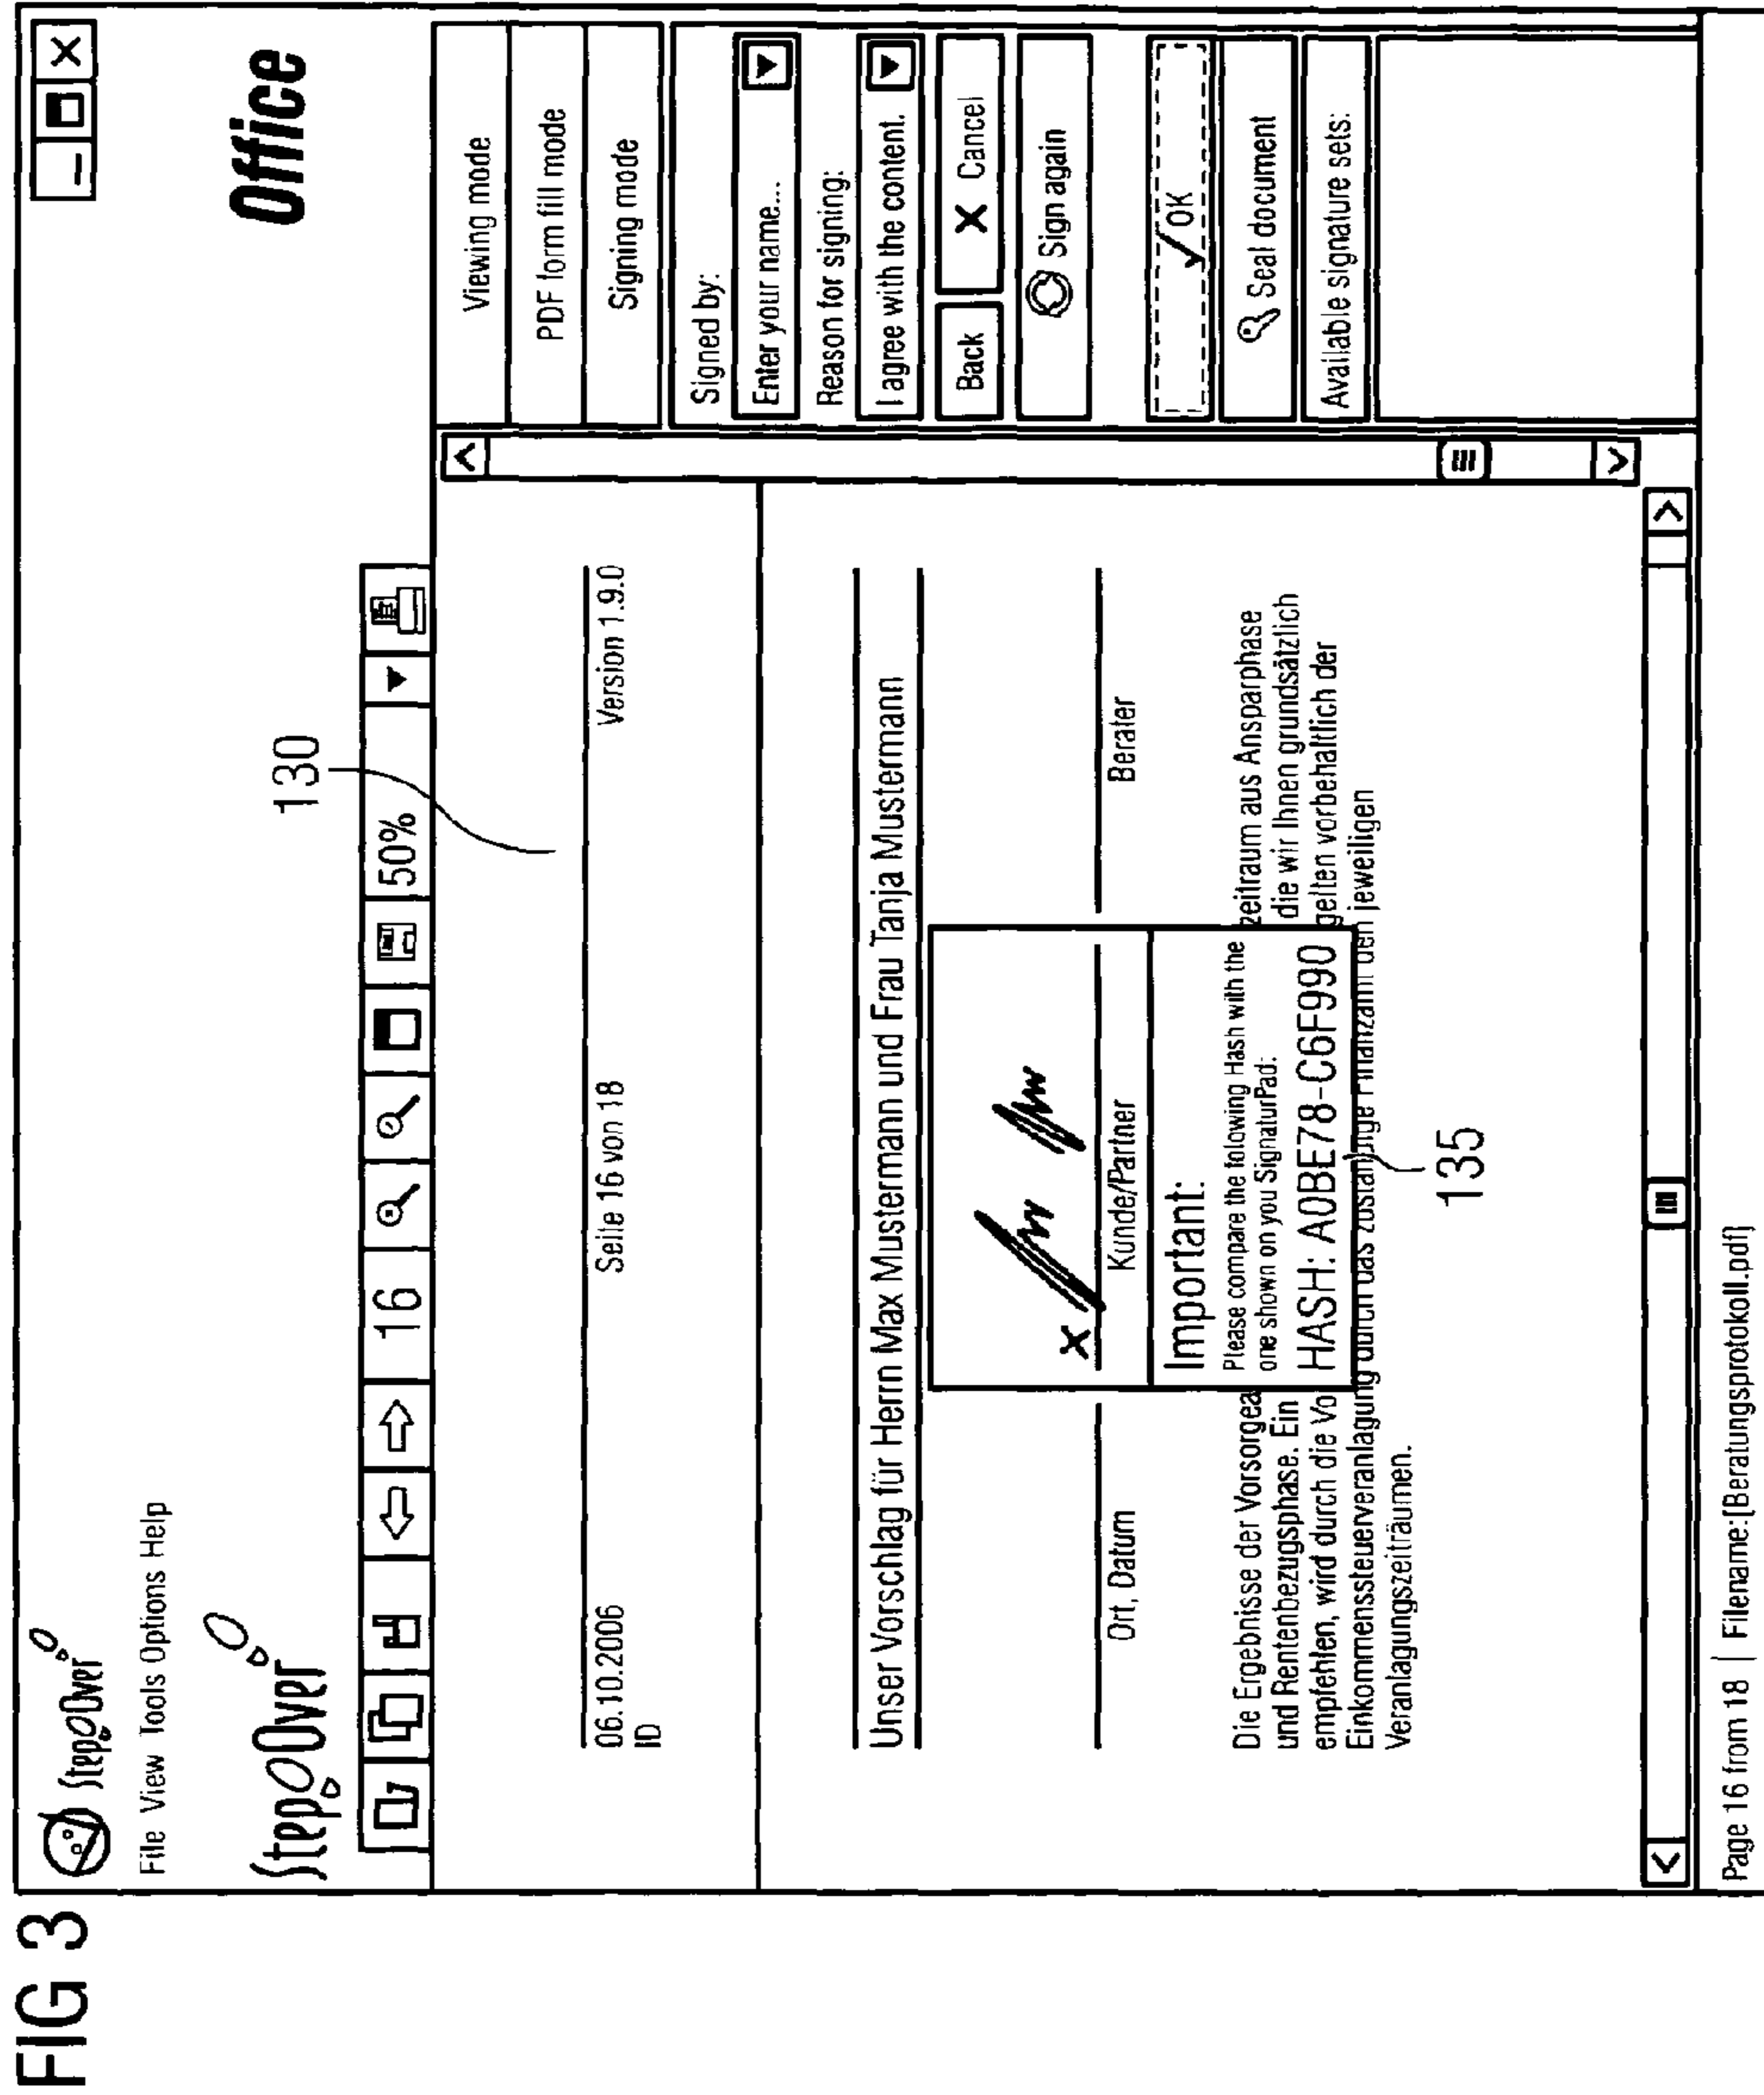 FIG 3
StepOver
File View Tools Options Help
StepOver
Office
130
16
50%
Viewing mode
PDF form fill mode
Signing mode
Signed by:
Enter your name...
Reason for signing:
I agree with the content.
Back
X Cancel
Sign again
OK
Seal document
Available signature sets:
06.10.2006
Seite 16 von 18
Version 1.9.0
ID
Unser Vorschlag für Herrn Max Mustermann und Frau Tanja Mustermann
x
Ort, Datum
Kunde/Partner
Berater
Important:
Please compare the following Hash with the
one shown on you SignaturPad:
HASH: A0BE78-C6F990
135
Die Ergebnisse der Vorsorgea zeitraum aus Ansparphase
und Rentenbezugsphase. Ein die wir Ihnen grundsätzlich
empfehlen, wird durch die Vo gelten vorbehaltlich der
Einkommenssteuerveranlagung durch das zuständige Finanzamt den jeweiligen
Veranlagungszeiträumen.
Page 16 from 18 | Filename:[Beratungsprotokoll.pdf]